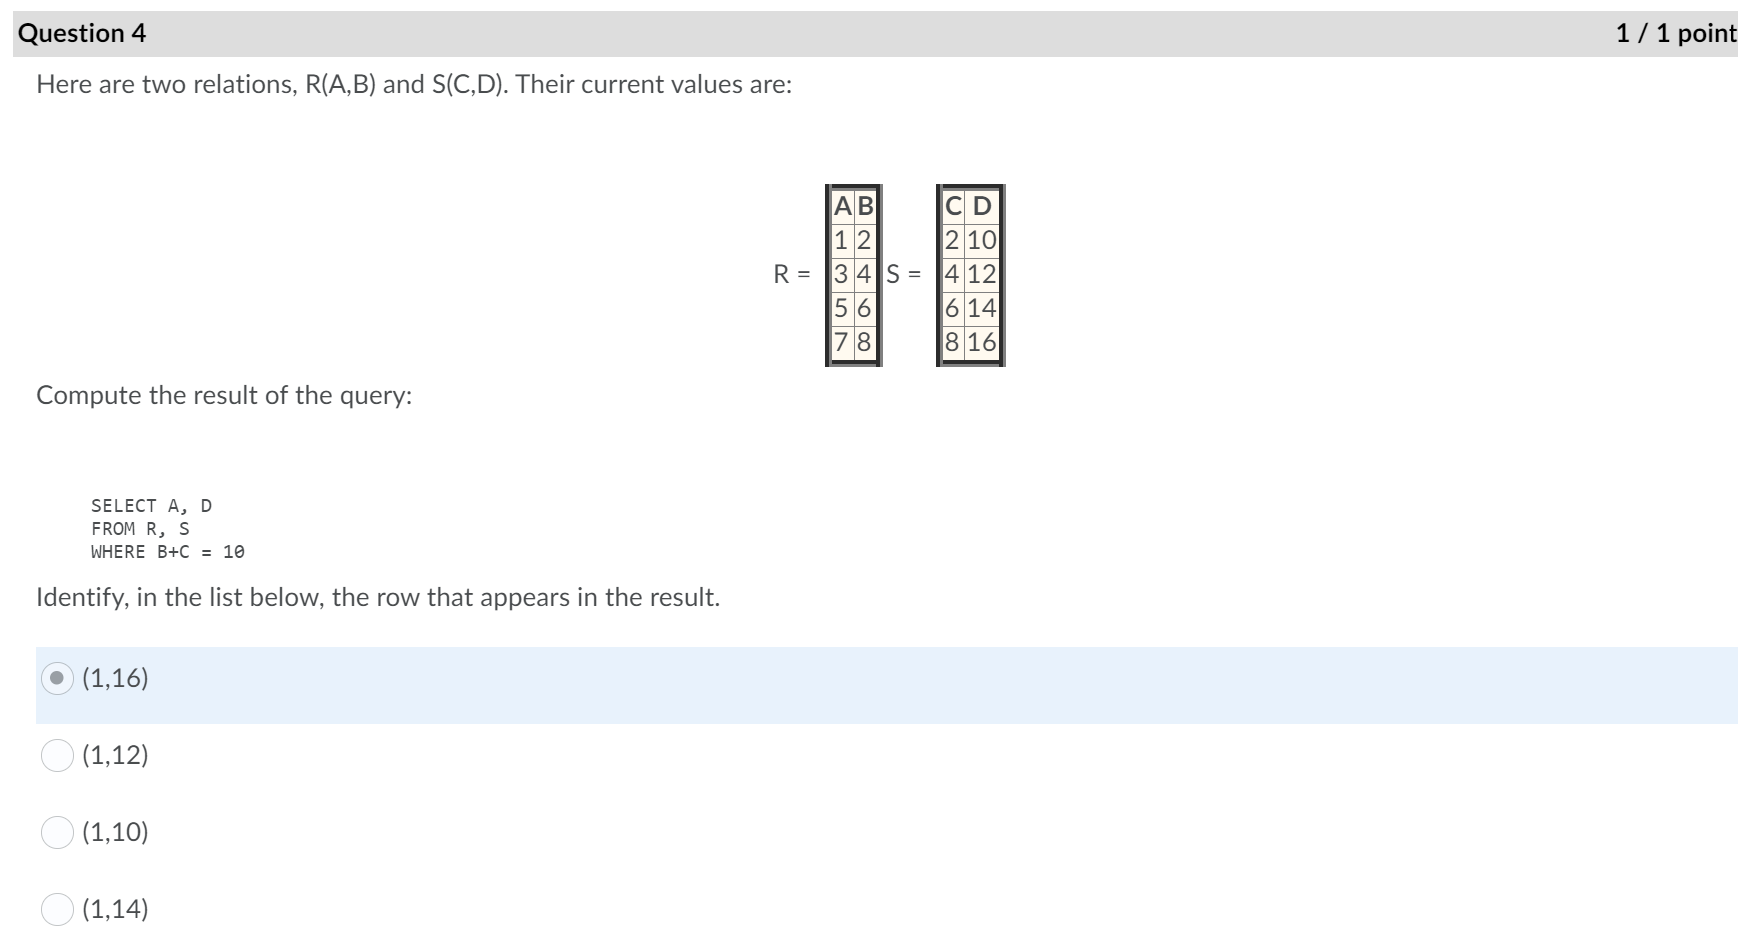 Question 4 1 / 1 point
Here are two relations, R(A,B) and S(C,D). Their current values are:
A B C D
1 2 2 10
R = 3 4 S = 4 12
5 6 6 14
7 8 8 16
Compute the result of the query:
SELECT A, D
FROM R, S
WHERE B+C = 10
Identify, in the list below, the row that appears in the result.
(1,16)
(1,12)
(1,10)
(1,14)